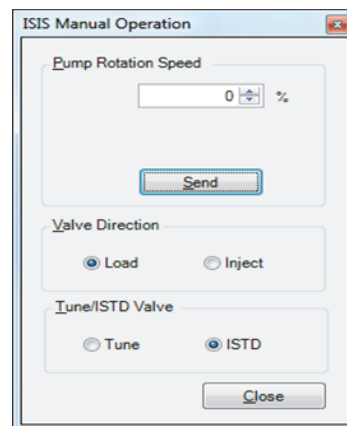 ISIS Manual Operation
Pump Rotation Speed
0 %
Send
Valve Direction
Load Inject
Tune/ISTD Valve
Tune ISTD
Close